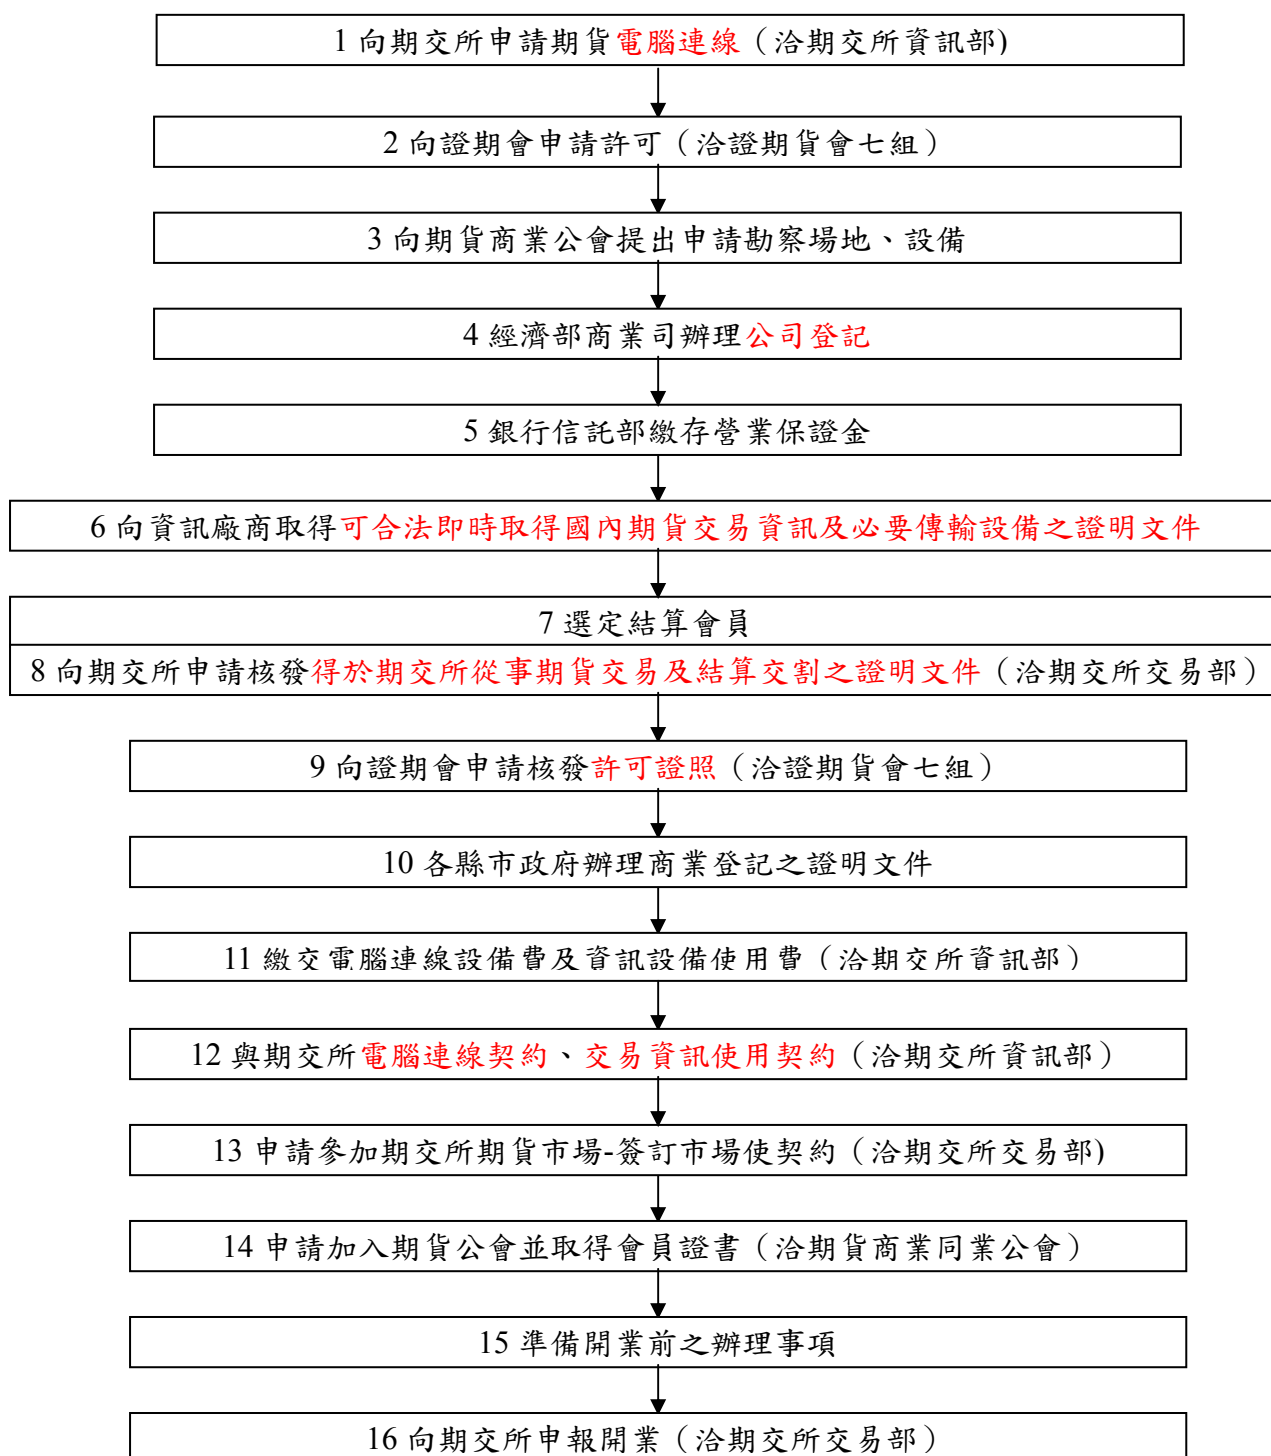 1 向期交所申請期貨電腦連線（洽期交所資訊部)
2 向證期會申請許可（洽證期貨會七組）
3 向期貨商業公會提出申請勘察場地、設備
4 經濟部商業司辦理公司登記
5 銀行信託部繳存營業保證金
6 向資訊廠商取得可合法即時取得國內期貨交易資訊及必要傳輸設備之證明文件
7 選定結算會員
8 向期交所申請核發得於期交所從事期貨交易及結算交割之證明文件（洽期交所交易部）
9 向證期會申請核發許可證照（洽證期貨會七組）
10 各縣市政府辦理商業登記之證明文件
11 繳交電腦連線設備費及資訊設備使用費（洽期交所資訊部）
12 與期交所電腦連線契約、交易資訊使用契約（洽期交所資訊部）
13 申請參加期交所期貨市場-簽訂市場使契約（洽期交所交易部)
14 申請加入期貨公會並取得會員證書（洽期貨商業同業公會）
15 準備開業前之辦理事項
16 向期交所申報開業（洽期交所交易部）